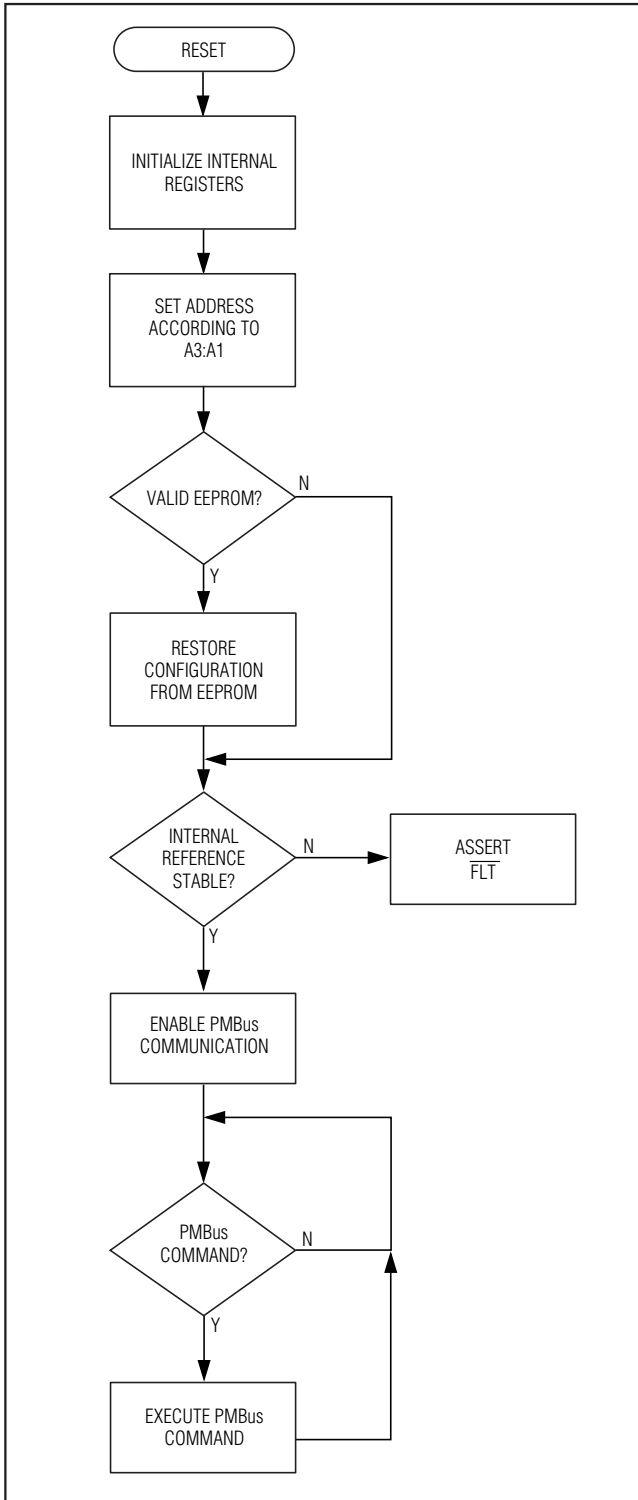 RESET
INITIALIZE INTERNAL
REGISTERS
SET ADDRESS
ACCORDING TO
A3:A1
VALID EEPROM?
N
Y
RESTORE
CONFIGURATION
FROM EEPROM
INTERNAL
REFERENCE
STABLE?
N
ASSERT
FLT
Y
ENABLE PMBus
COMMUNICATION
PMBus
COMMAND?
N
Y
EXECUTE PMBus
COMMAND